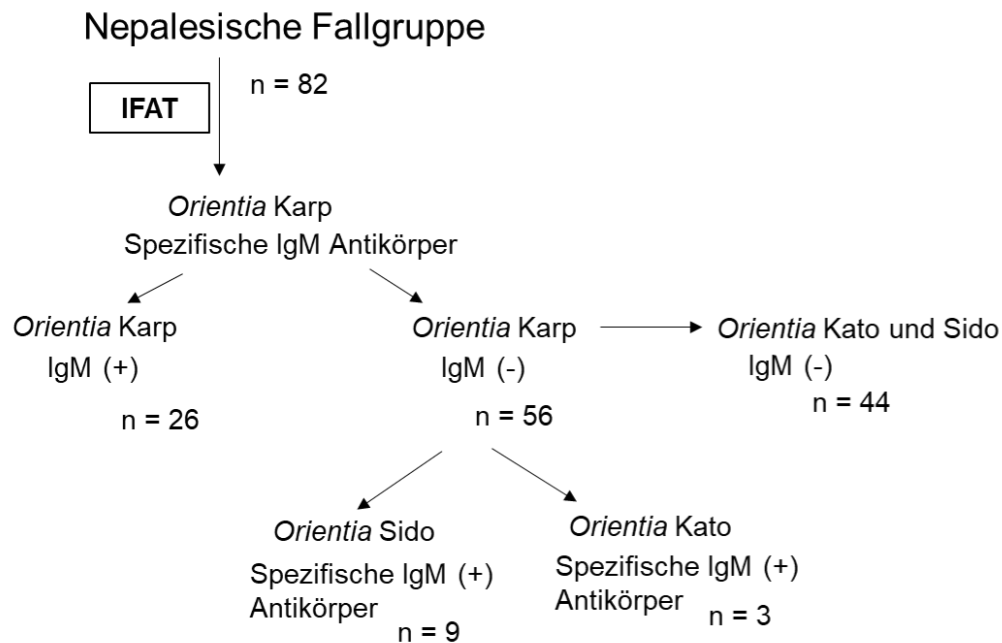 Nepalesische Fallgruppe
n = 82
IFAT
Orientia Karp
Spezifische IgM Antikörper
Orientia Karp
IgM (+)
n = 26
Orientia Karp
IgM (-)
n = 56
Orientia Kato und Sido
IgM (-)
n = 44
Orientia Sido
Spezifische IgM (+)
Antikörper
n = 9
Orientia Kato
Spezifische IgM (+)
Antikörper
n = 3